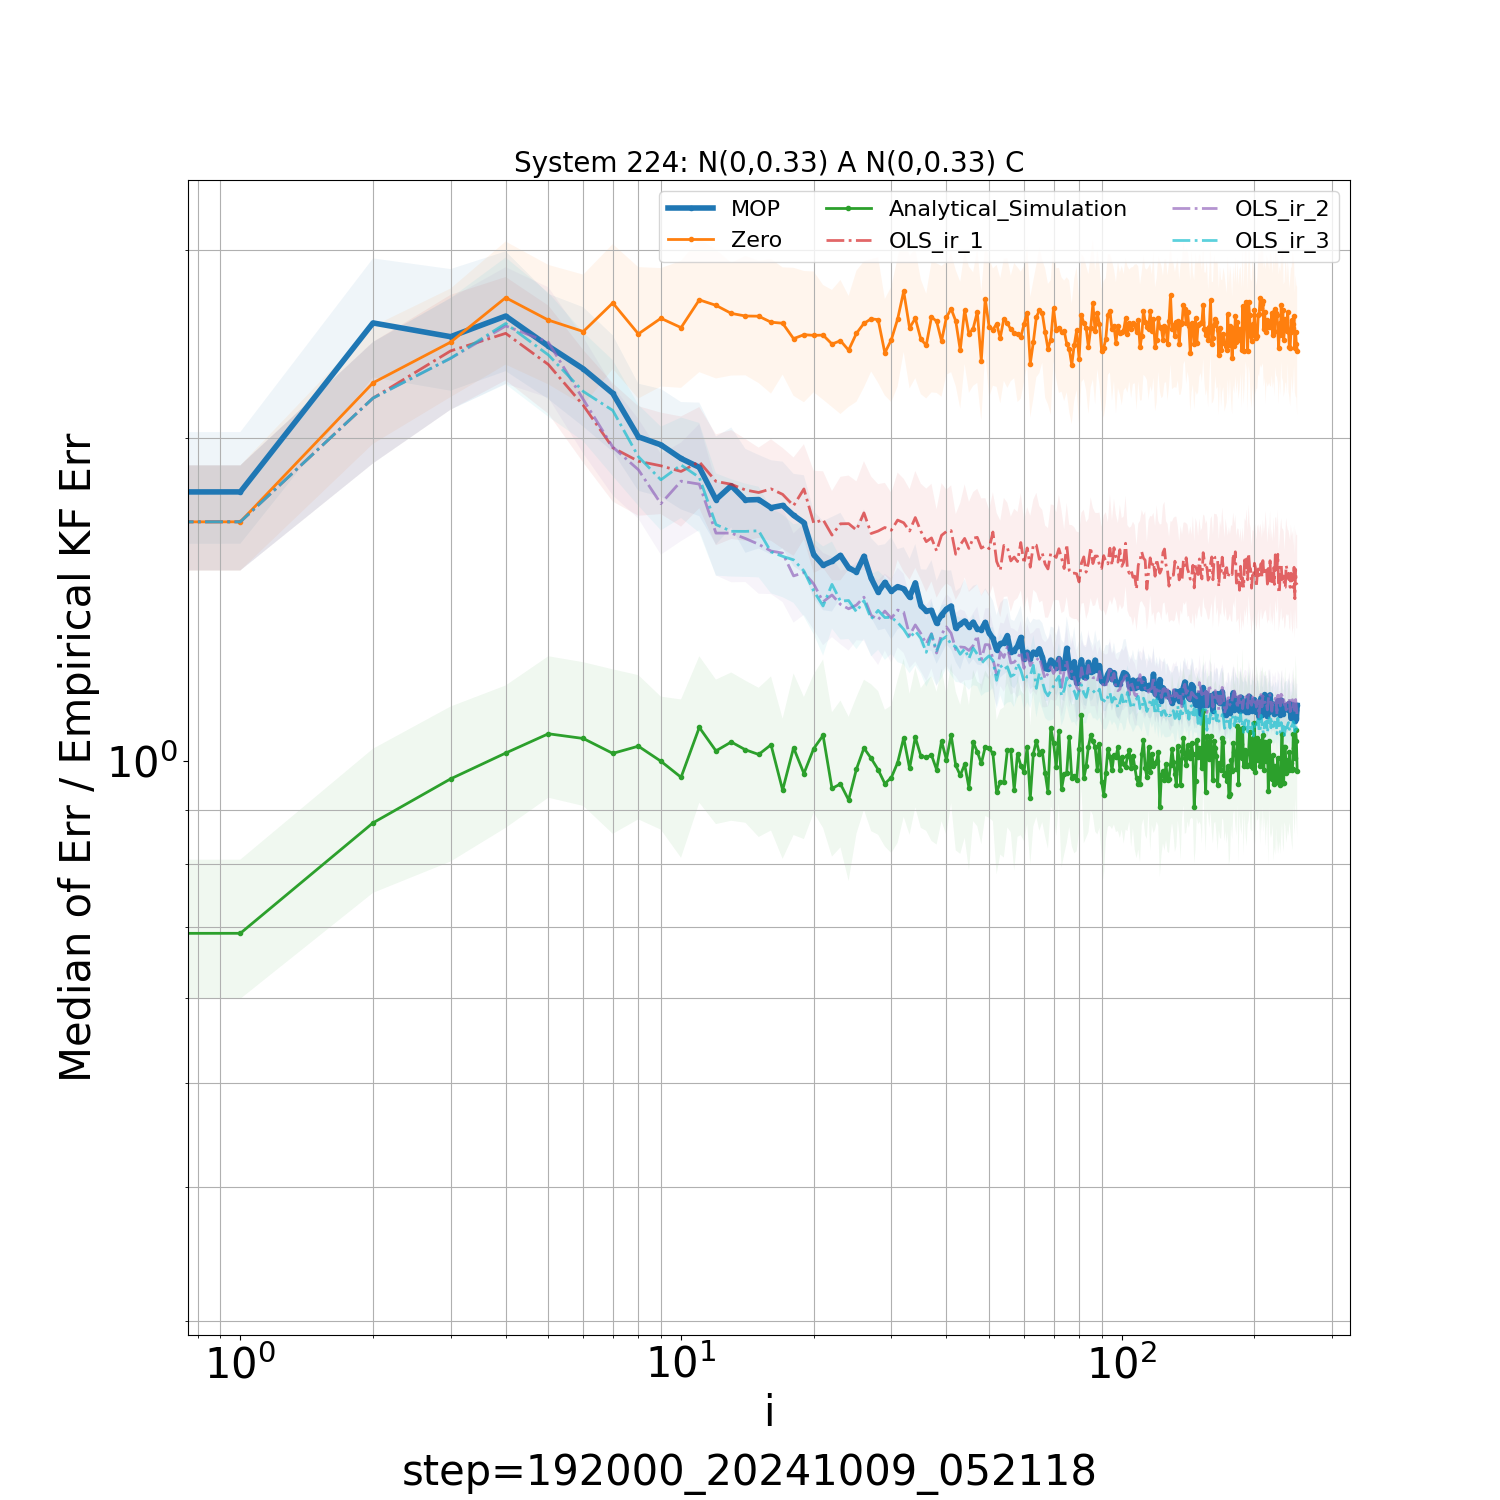 System 224: N(0,0.33) A N(0,0.33) C
MOP
Zero
Analytical_Simulation
OLS_ir_1
OLS_ir_2
OLS_ir_3
Median of Err / Empirical KF Err
10⁰
10⁰ 10¹ 10²
i
step=192000_20241009_052118